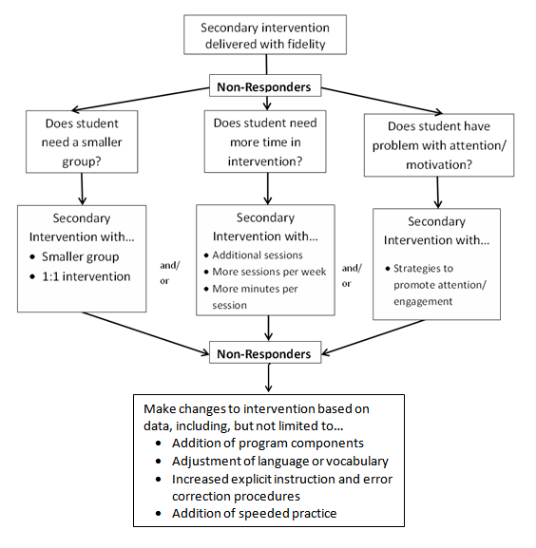 Secondary intervention
delivered with fidelity
Non-Responders
Does student
need a smaller
group?
Does student need
more time in
intervention?
Does student have
problem with attention/
motivation?
Secondary
Intervention with…
• Smaller group
• 1:1 intervention
and/
or
Secondary
Intervention with…
• Additional sessions
• More sessions per week
• More minutes per
session
and/
or
Secondary
Intervention with…
• Strategies to
promote attention/
engagement
Non-Responders
Make changes to intervention based on
data, including, but not limited to…
• Addition of program components
• Adjustment of language or vocabulary
• Increased explicit instruction and error
correction procedures
• Addition of speeded practice